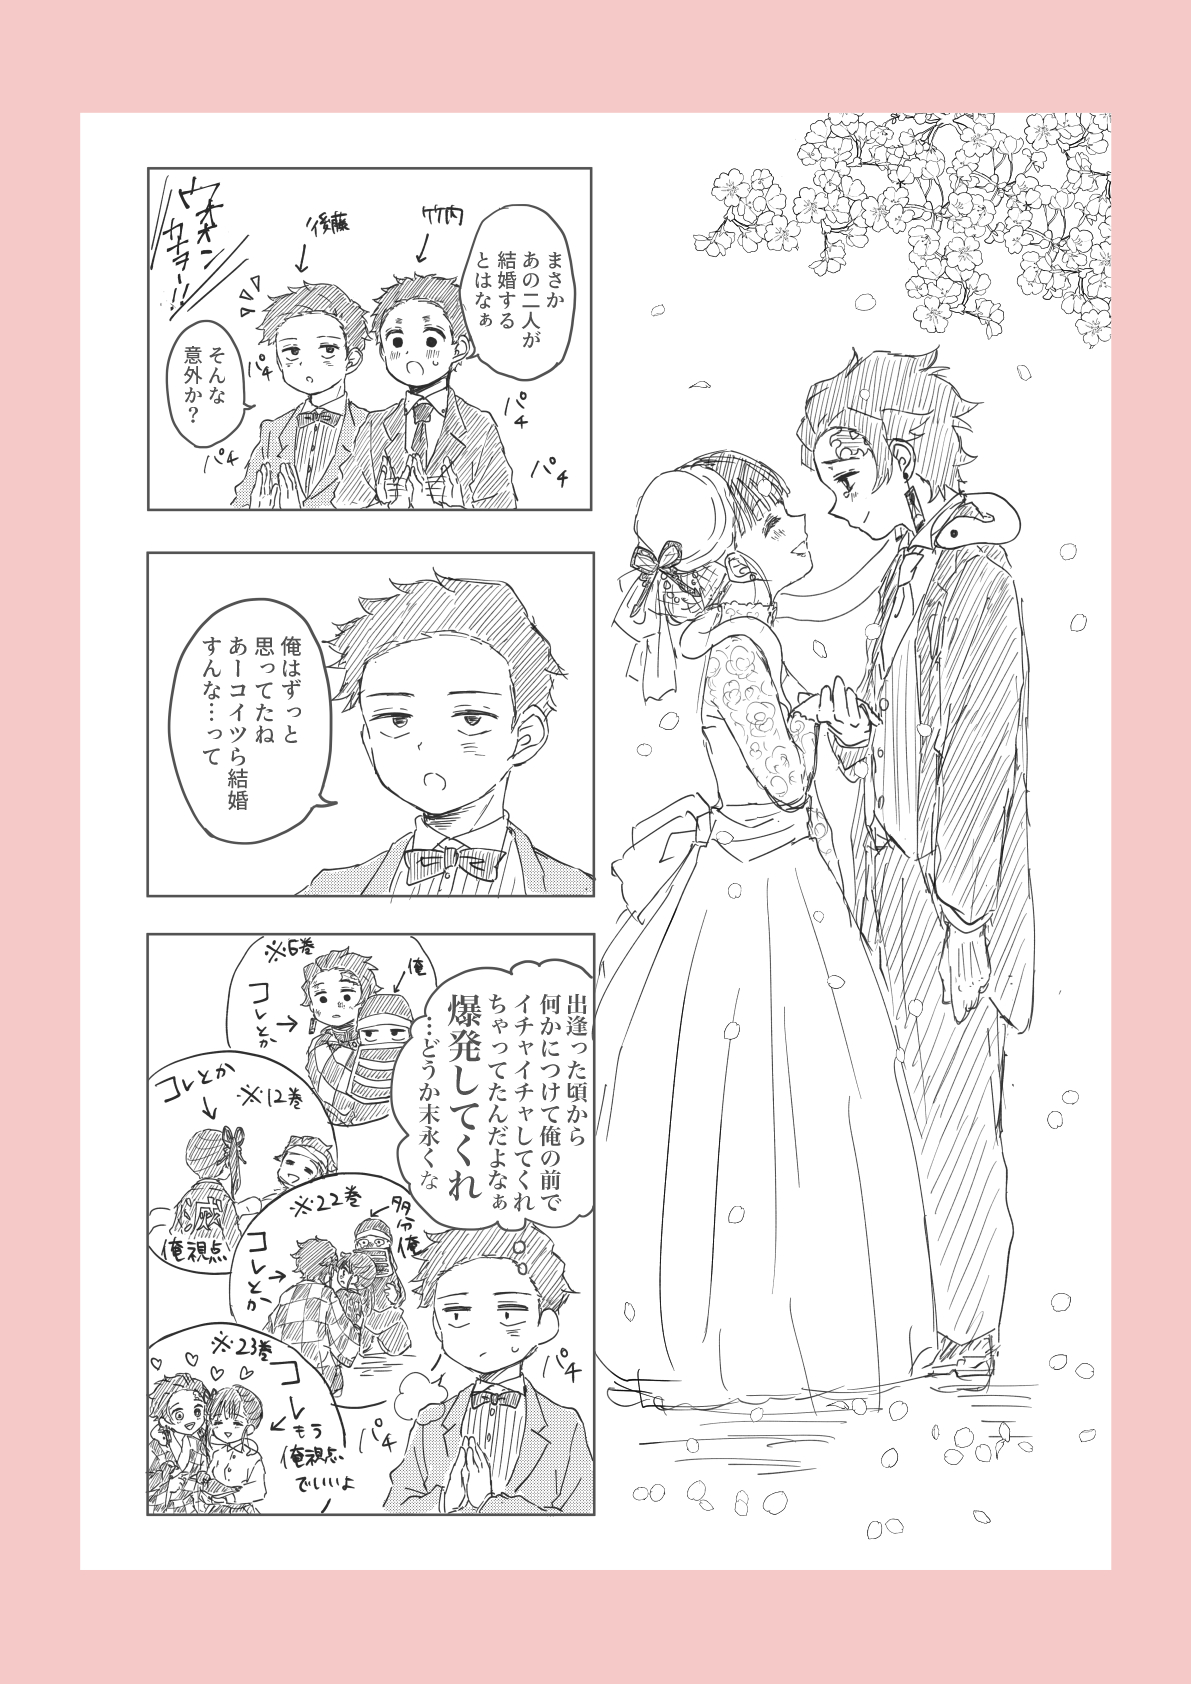 まさか
あの二人が
結婚する
とはなぁ
竹内
後藤
ウオオン
カナヲー!!
そんな
意外か?
パチ
パチ
パチ
パチ
俺はずっと
思ってたね
あーコイツら結婚
すんな…って
出逢った頃から
何かにつけて俺の前で
イチャイチャしてくれ
ちゃってたんだよなぁ
爆発してくれ
…どうか末永くな
※5巻
俺
コレとか
※12巻
コレとか
滅
俺視点
※22巻
多分
俺
コレとか
※23巻
コレ
もう
俺視点
でいいよ
パチ
パチ